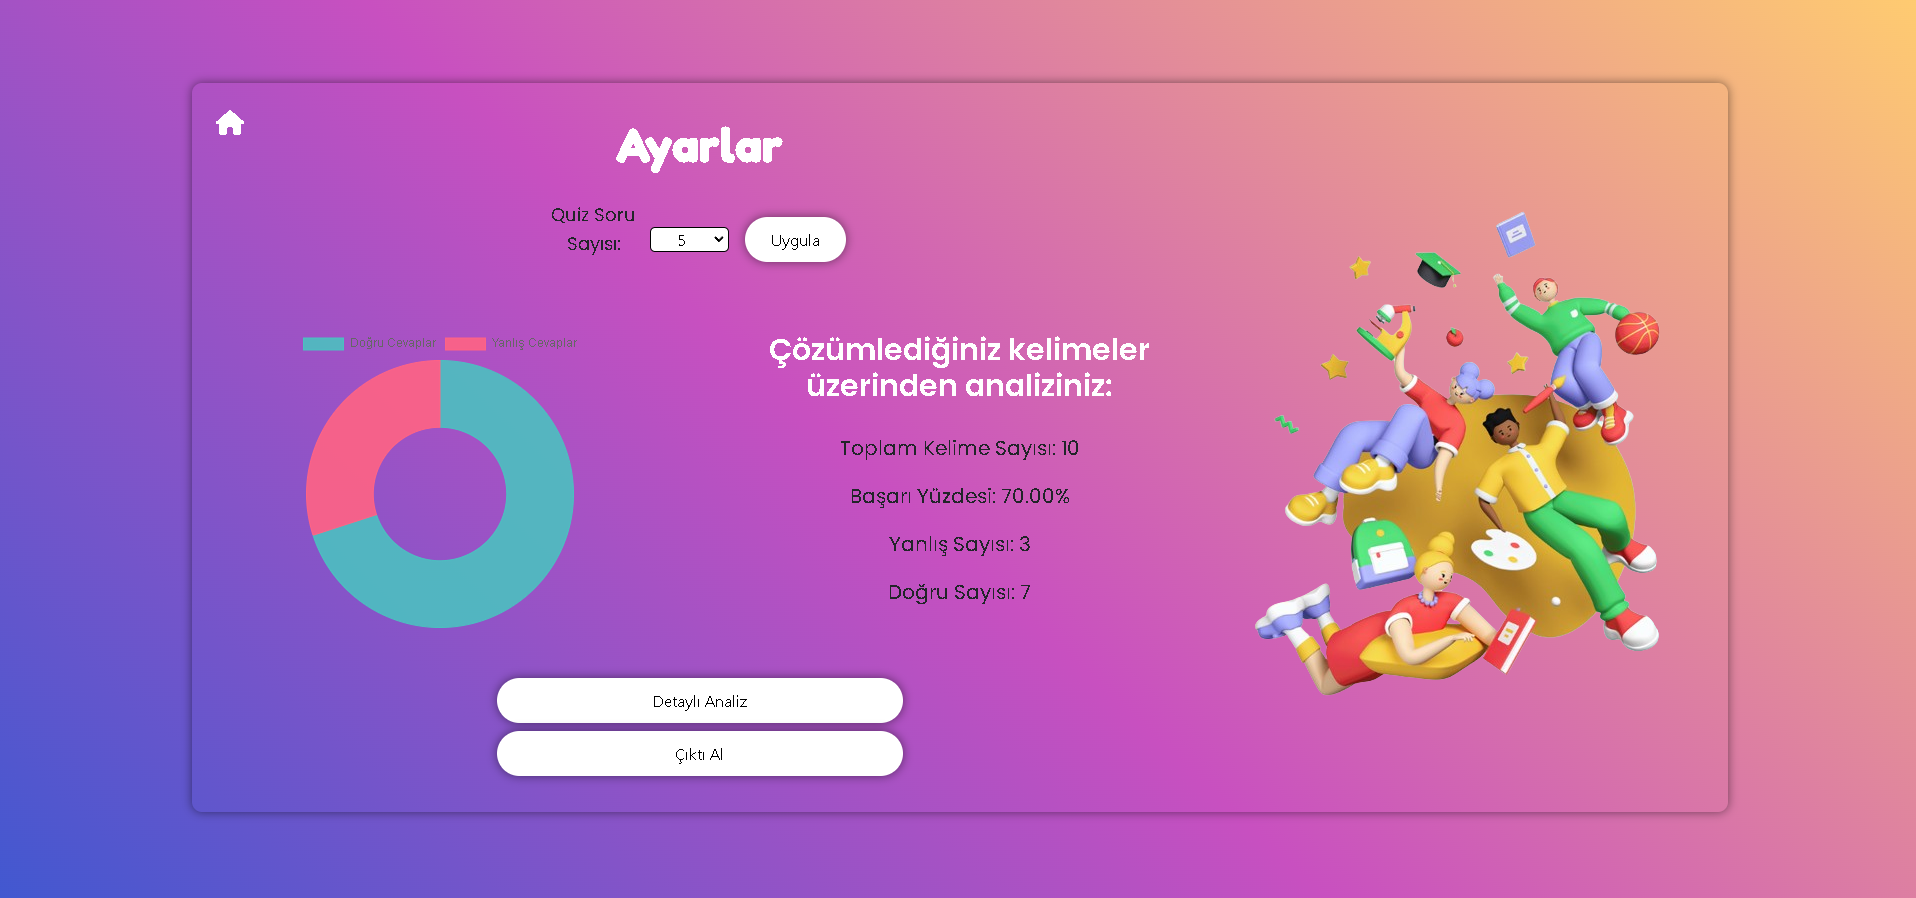 Ayarlar
Quiz Soru
Sayısı:
5
Uygula
Doğru Cevaplar
Yanlış Cevaplar
Çözümlediğiniz kelimeler
üzerinden analiziniz:
Toplam Kelime Sayısı: 10
Başarı Yüzdesi: 70.00%
Yanlış Sayısı: 3
Doğru Sayısı: 7
Detaylı Analiz
Çıktı Al